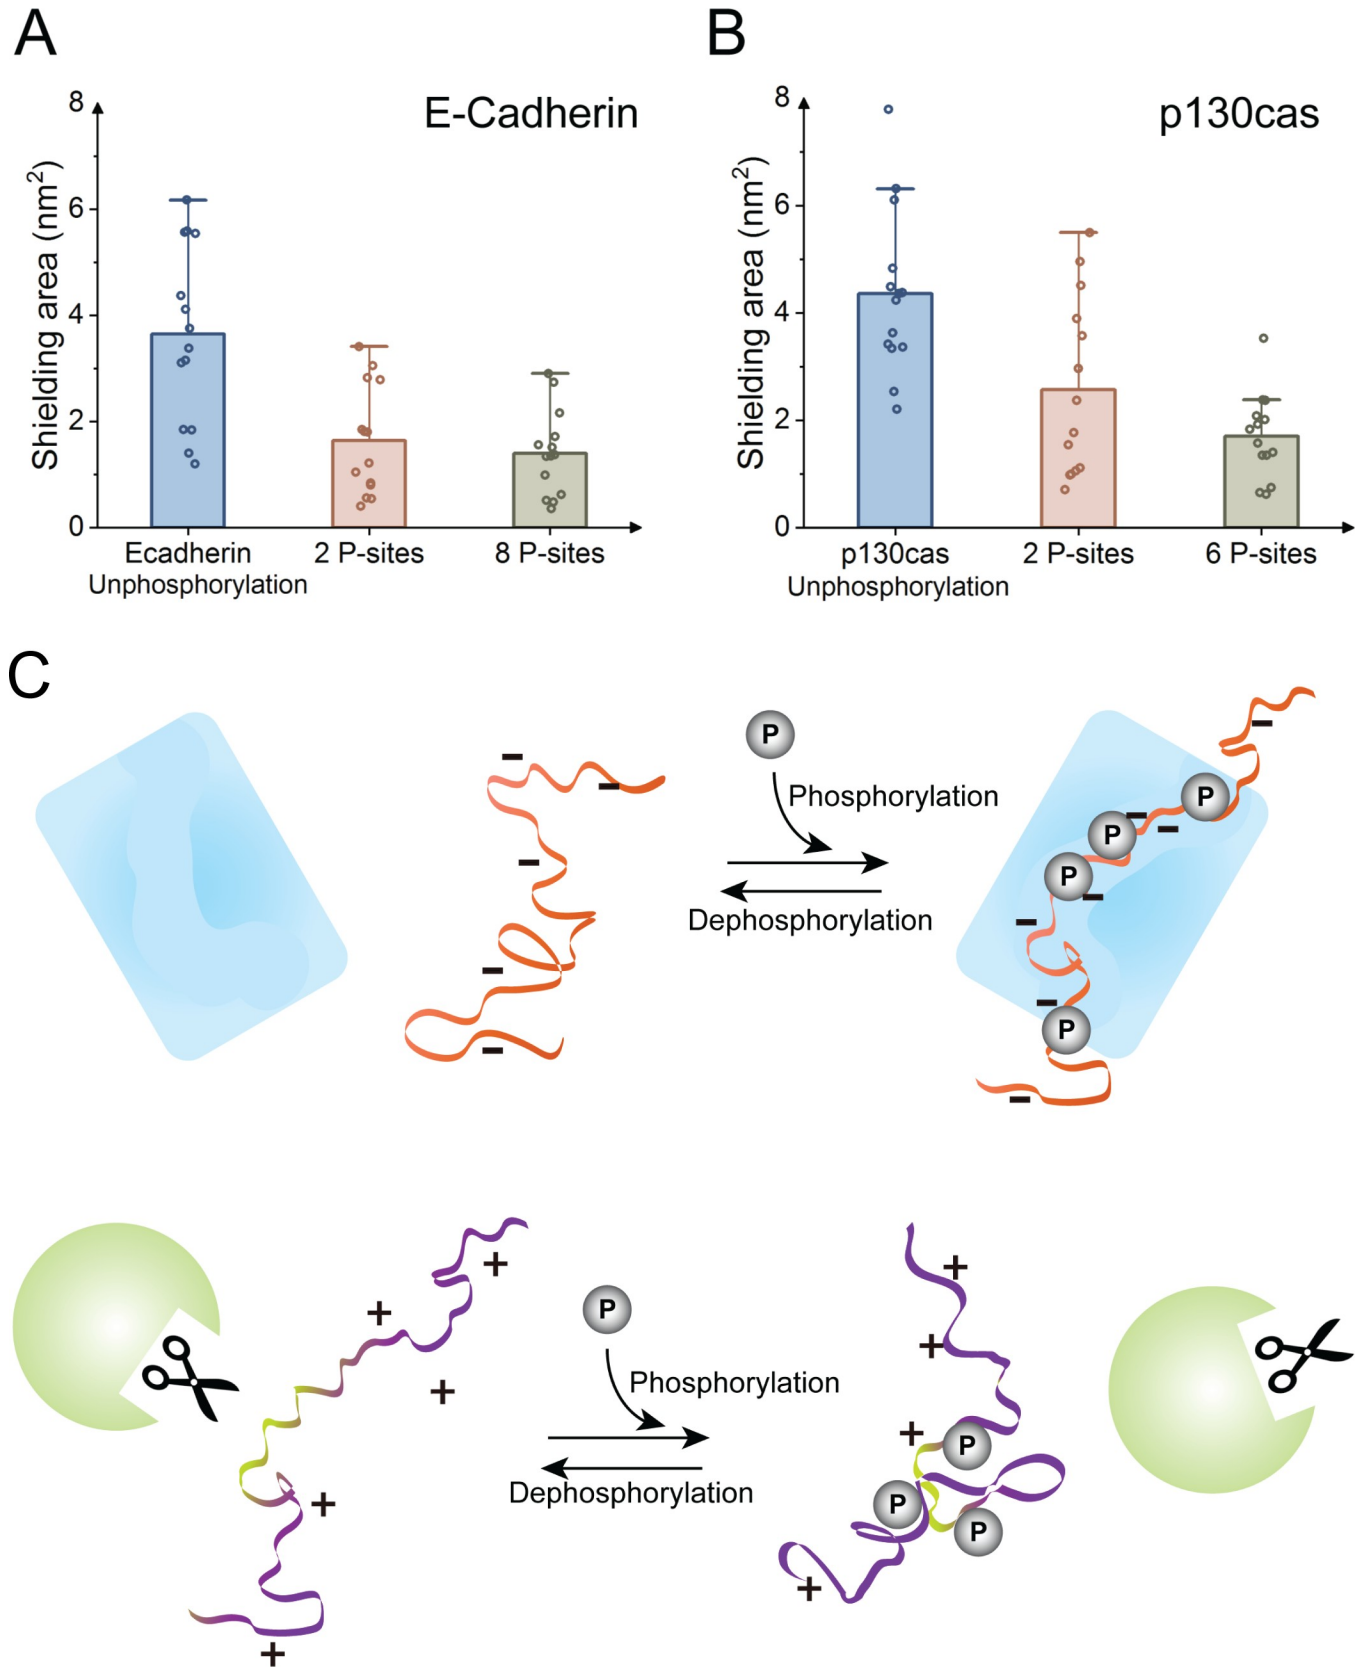 A
B
E-Cadherin
p130cas
Shielding area (nm²)
8
6
4
2
0
Ecadherin
Unphosphorylation
2 P-sites
8 P-sites
Shielding area (nm²)
8
6
4
2
0
p130cas
Unphosphorylation
2 P-sites
6 P-sites
C
P
Phosphorylation
Dephosphorylation
P
P
P
P
P
Phosphorylation
Dephosphorylation
P
P
P